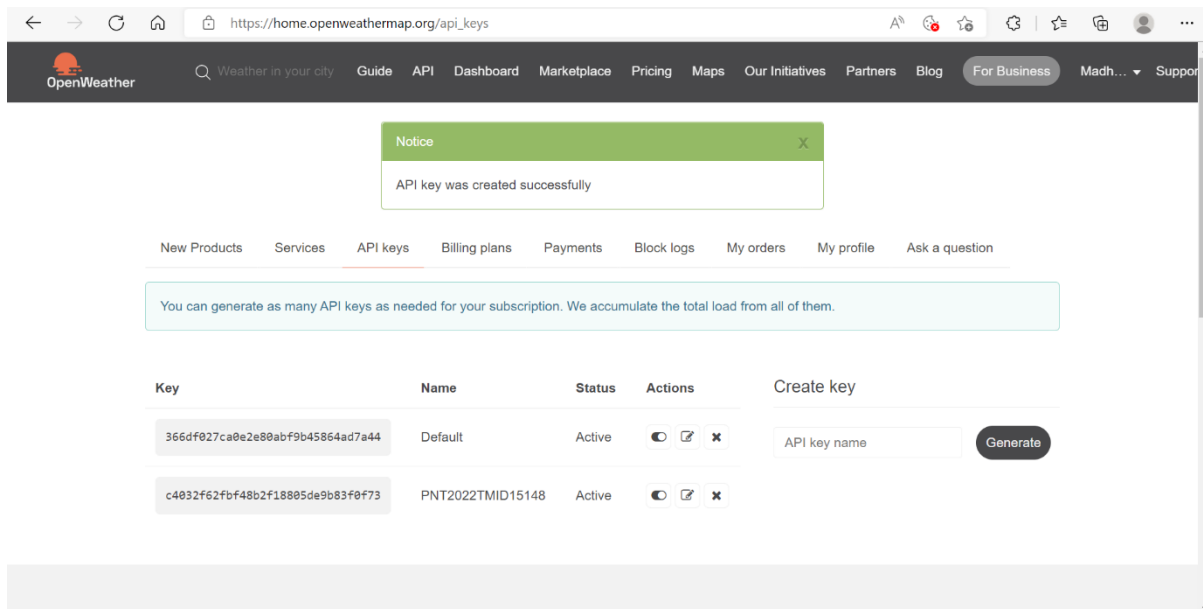 https://home.openweathermap.org/api_keys
OpenWeather
Weather in your city Guide API Dashboard Marketplace Pricing Maps Our Initiatives Partners Blog For Business Madh... Suppor
Notice x
API key was created successfully
New Products Services API keys Billing plans Payments Block logs My orders My profile Ask a question
You can generate as many API keys as needed for your subscription. We accumulate the total load from all of them.
Key Name Status Actions Create key
366df027ca0e2e80abf9b45864ad7a44 Default Active API key name Generate
c4032f62fbf48b2f18805de9b83f0f73 PNT2022TMID15148 Active